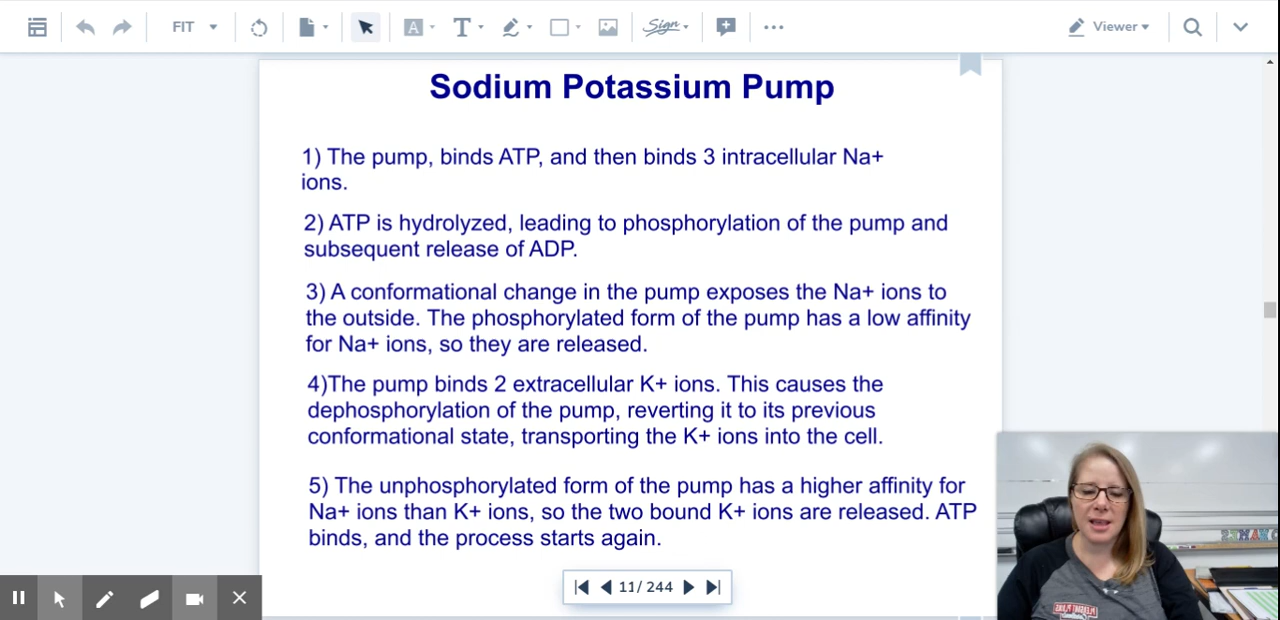 FIT
A
T
Sign
Viewer
Sodium Potassium Pump
1) The pump, binds ATP, and then binds 3 intracellular Na+
ions.
2) ATP is hydrolyzed, leading to phosphorylation of the pump and
subsequent release of ADP.
3) A conformational change in the pump exposes the Na+ ions to
the outside. The phosphorylated form of the pump has a low affinity
for Na+ ions, so they are released.
4)The pump binds 2 extracellular K+ ions. This causes the
dephosphorylation of the pump, reverting it to its previous
conformational state, transporting the K+ ions into the cell.
5) The unphosphorylated form of the pump has a higher affinity for
Na+ ions than K+ ions, so the two bound K+ ions are released. ATP
binds, and the process starts again.
11/ 244